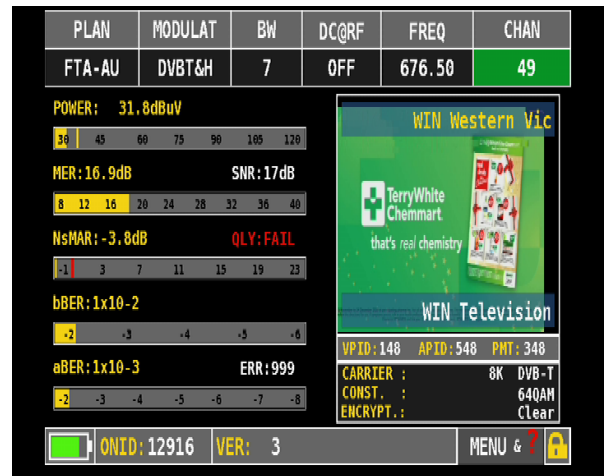 PLAN MODULAT BW DC@RF FREQ CHAN
FTA-AU DVBT&H 7 OFF 676.50 49
POWER: 31.8dBuV
30 45 60 75 90 105 120
MER:16.9dB SNR:17dB
8 12 16 20 24 28 32 36 40
NsMAR:-3.8dB QLY:FAIL
-1 3 7 11 15 19 23
bBER:1x10-2
-2 -3 -4 -5 -6
aBER:1x10-3 ERR:999
-2 -3 -4 -5 -6 -7 -8
WIN Western Vic
TerryWhite
Chemmart
that's real chemistry
WIN Television
VPID:148 APID:548 PMT:348
CARRIER : 8K DVB-T
CONST. : 64QAM
ENCRYPT.: Clear
ONID:12916 VER: 3 MENU & ?